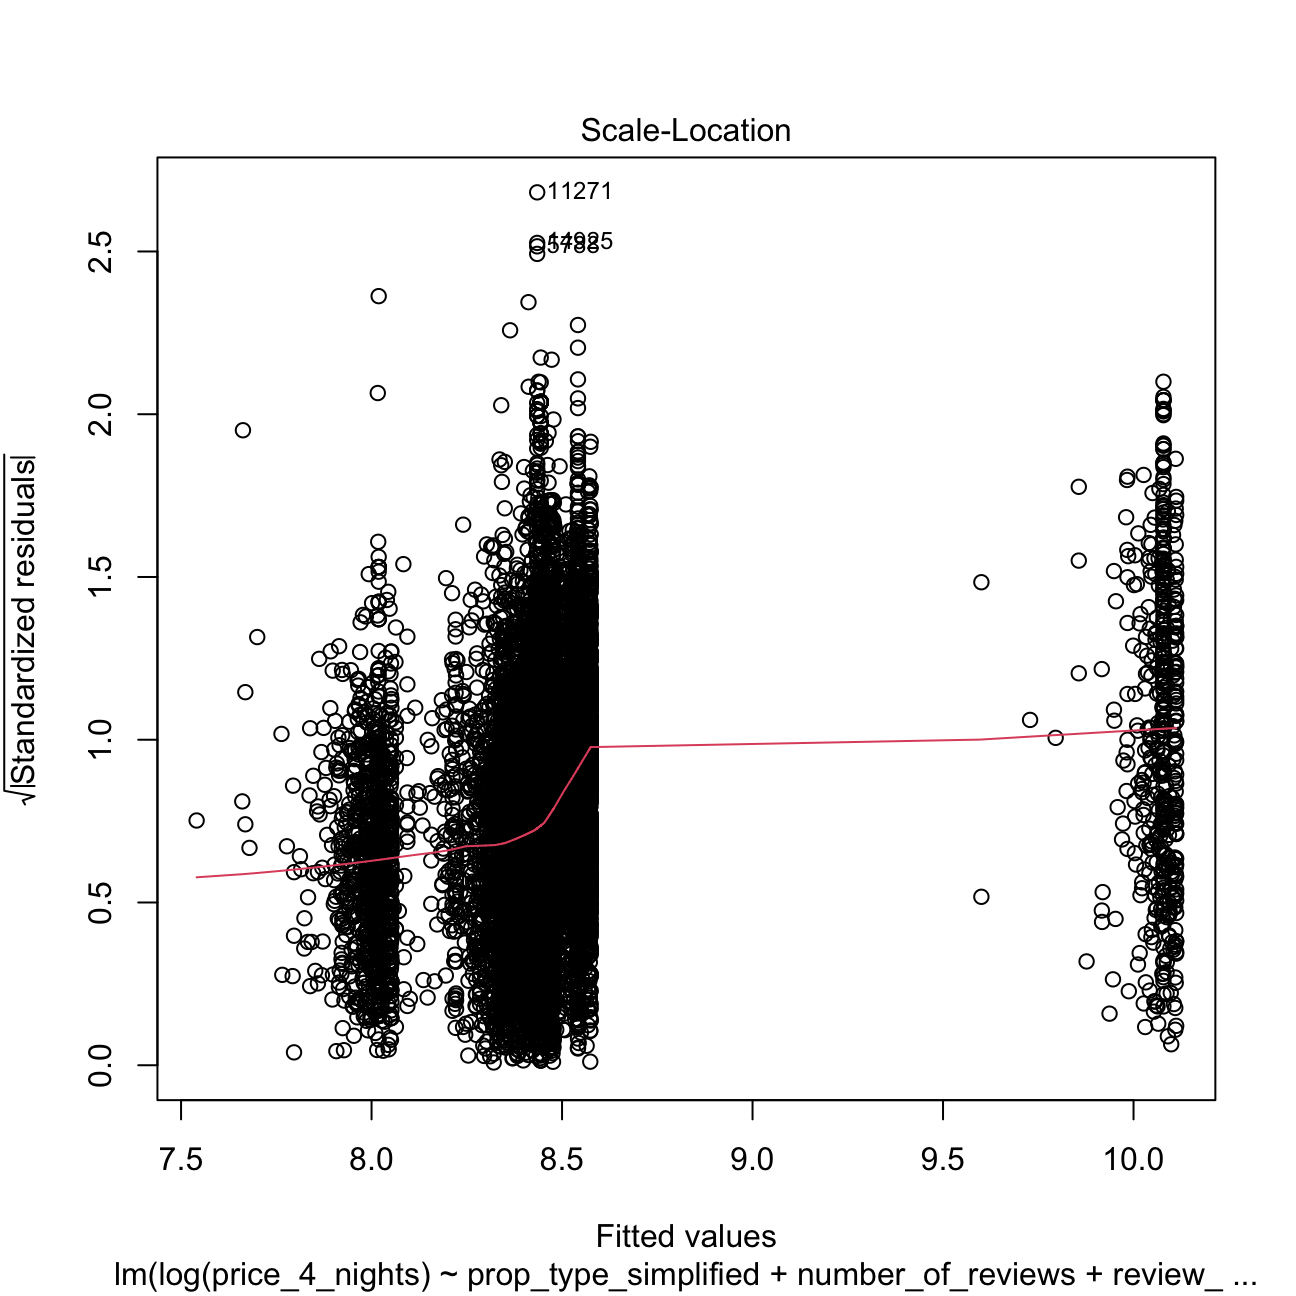 Scale-Location
11271
2.5
2.0
1.5
1.0
0.5
0.0
√|Standardized residuals|
7.5 8.0 8.5 9.0 9.5 10.0
Fitted values
lm(log(price_4_nights) ~ prop_type_simplified + number_of_reviews + review_ ...